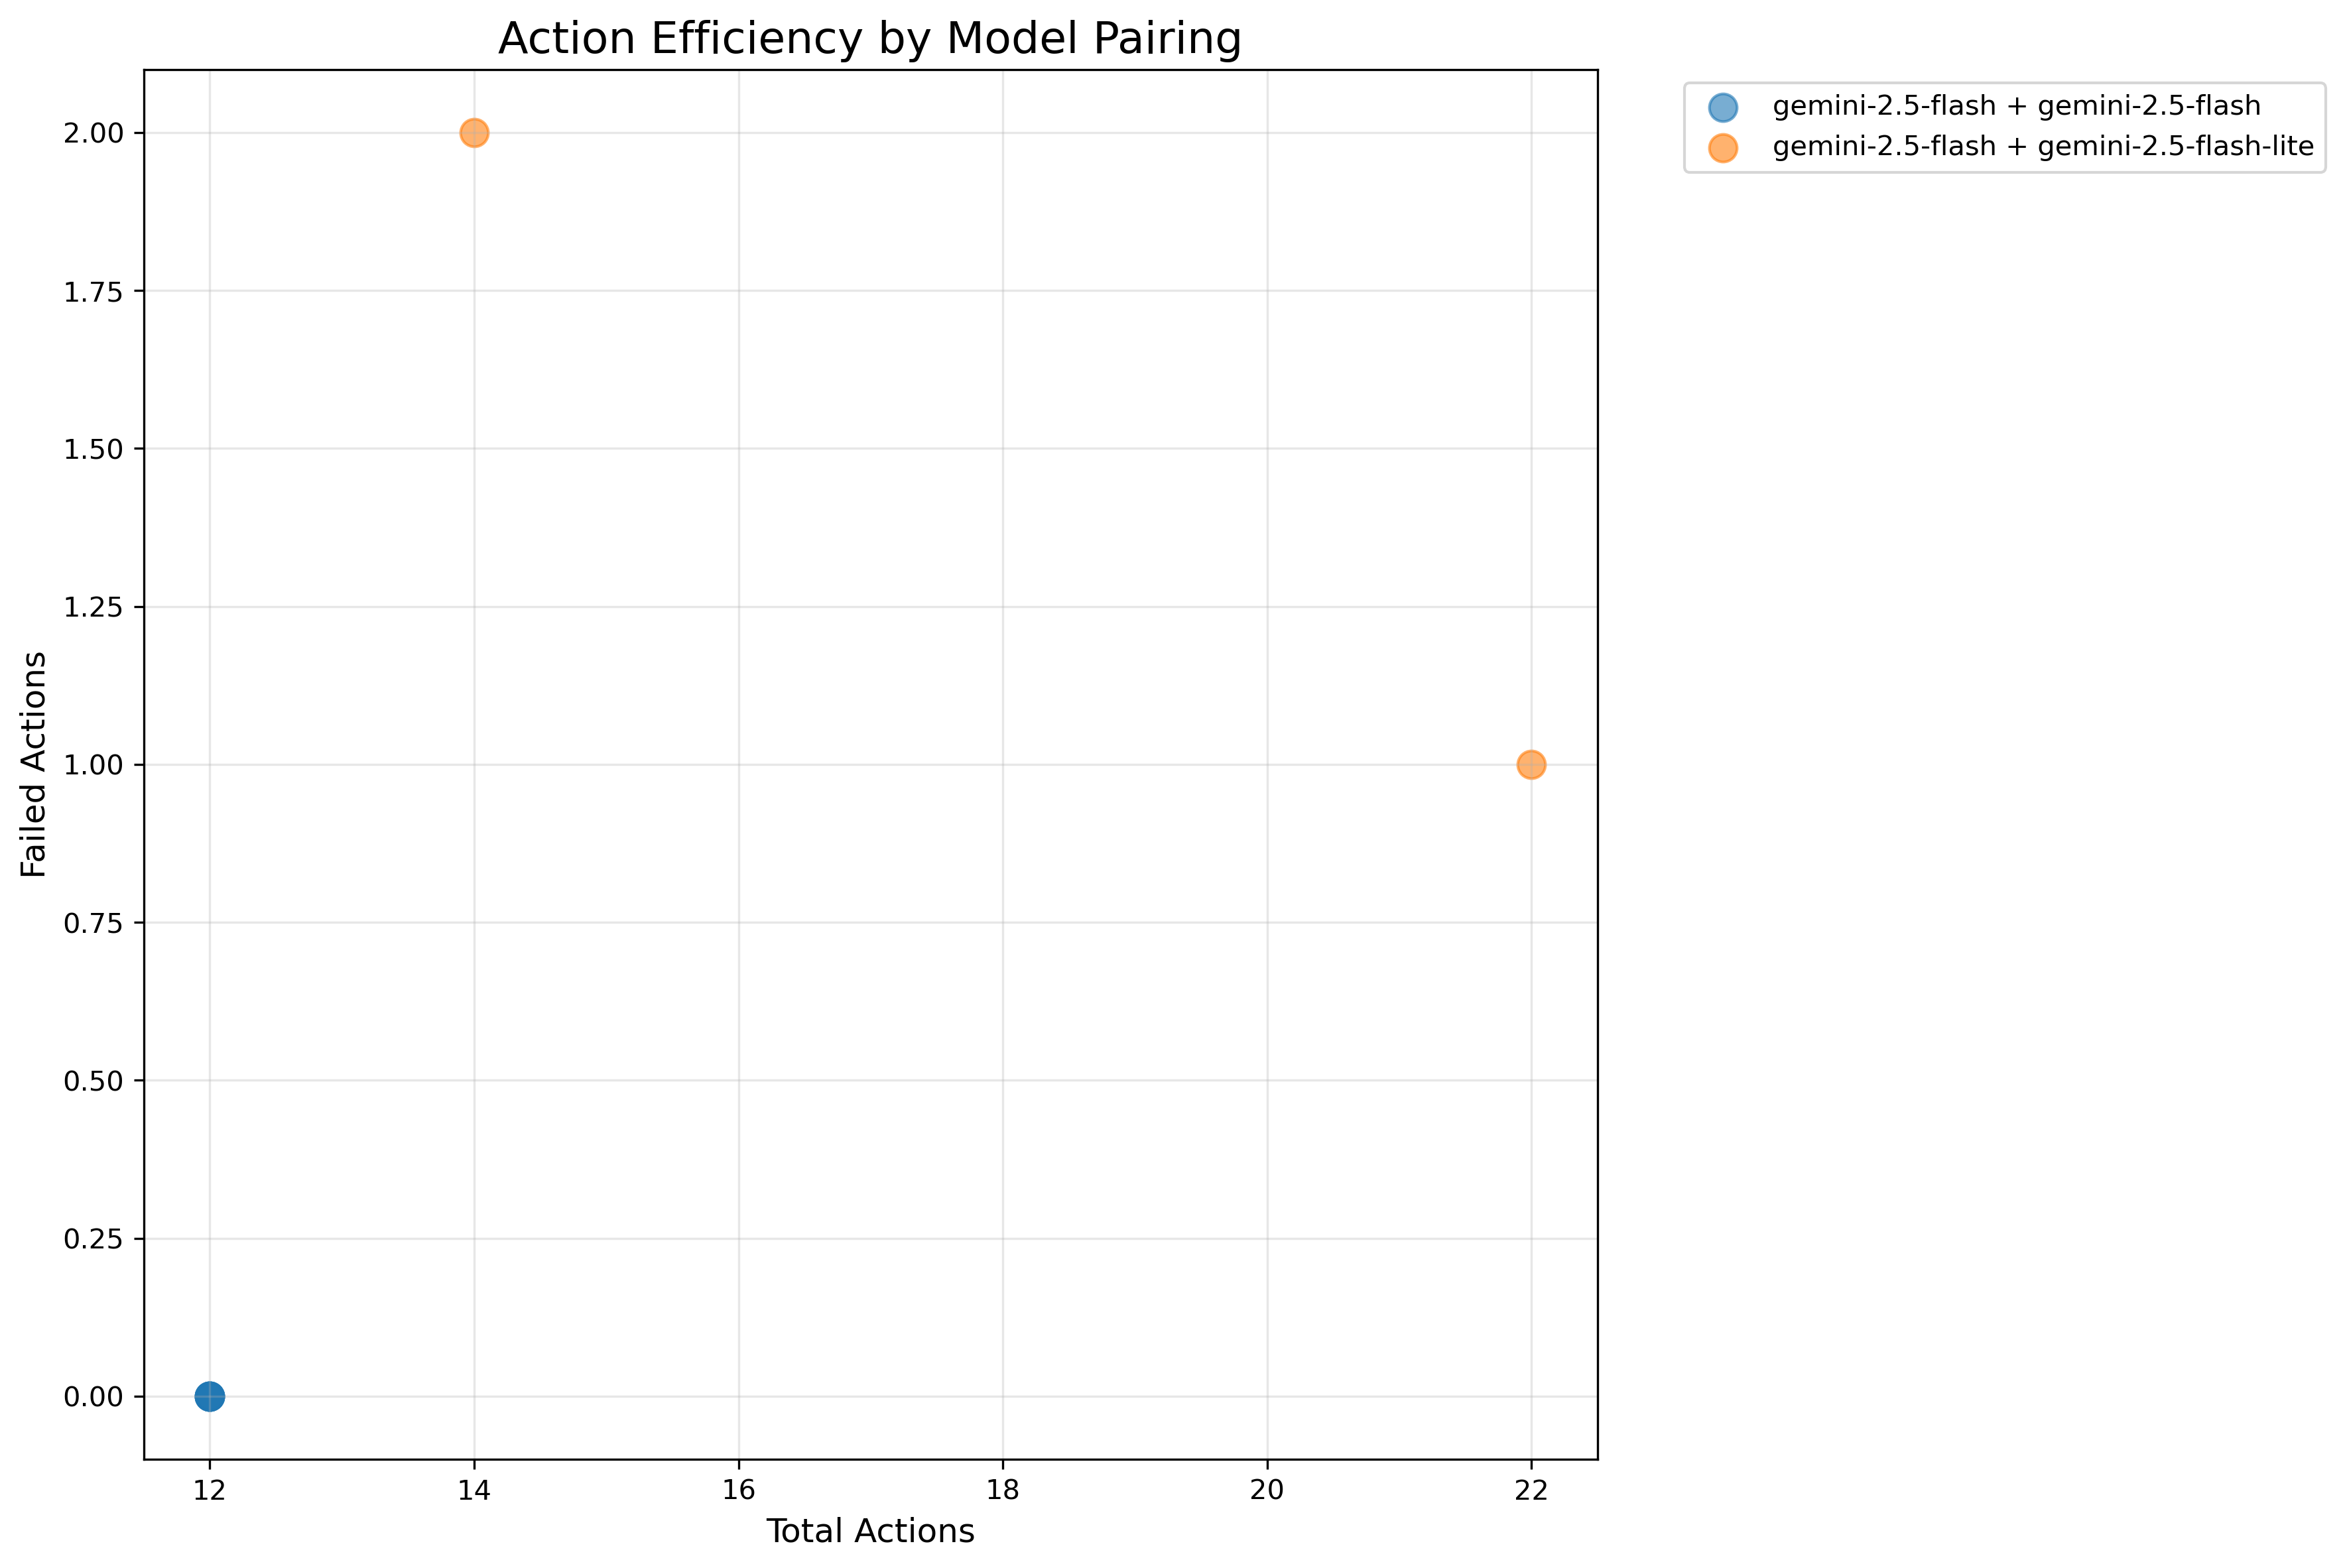 Action Efficiency by Model Pairing
gemini-2.5-flash + gemini-2.5-flash
gemini-2.5-flash + gemini-2.5-flash-lite
Failed Actions
2.00
1.75
1.50
1.25
1.00
0.75
0.50
0.25
0.00
12 14 16 18 20 22
Total Actions